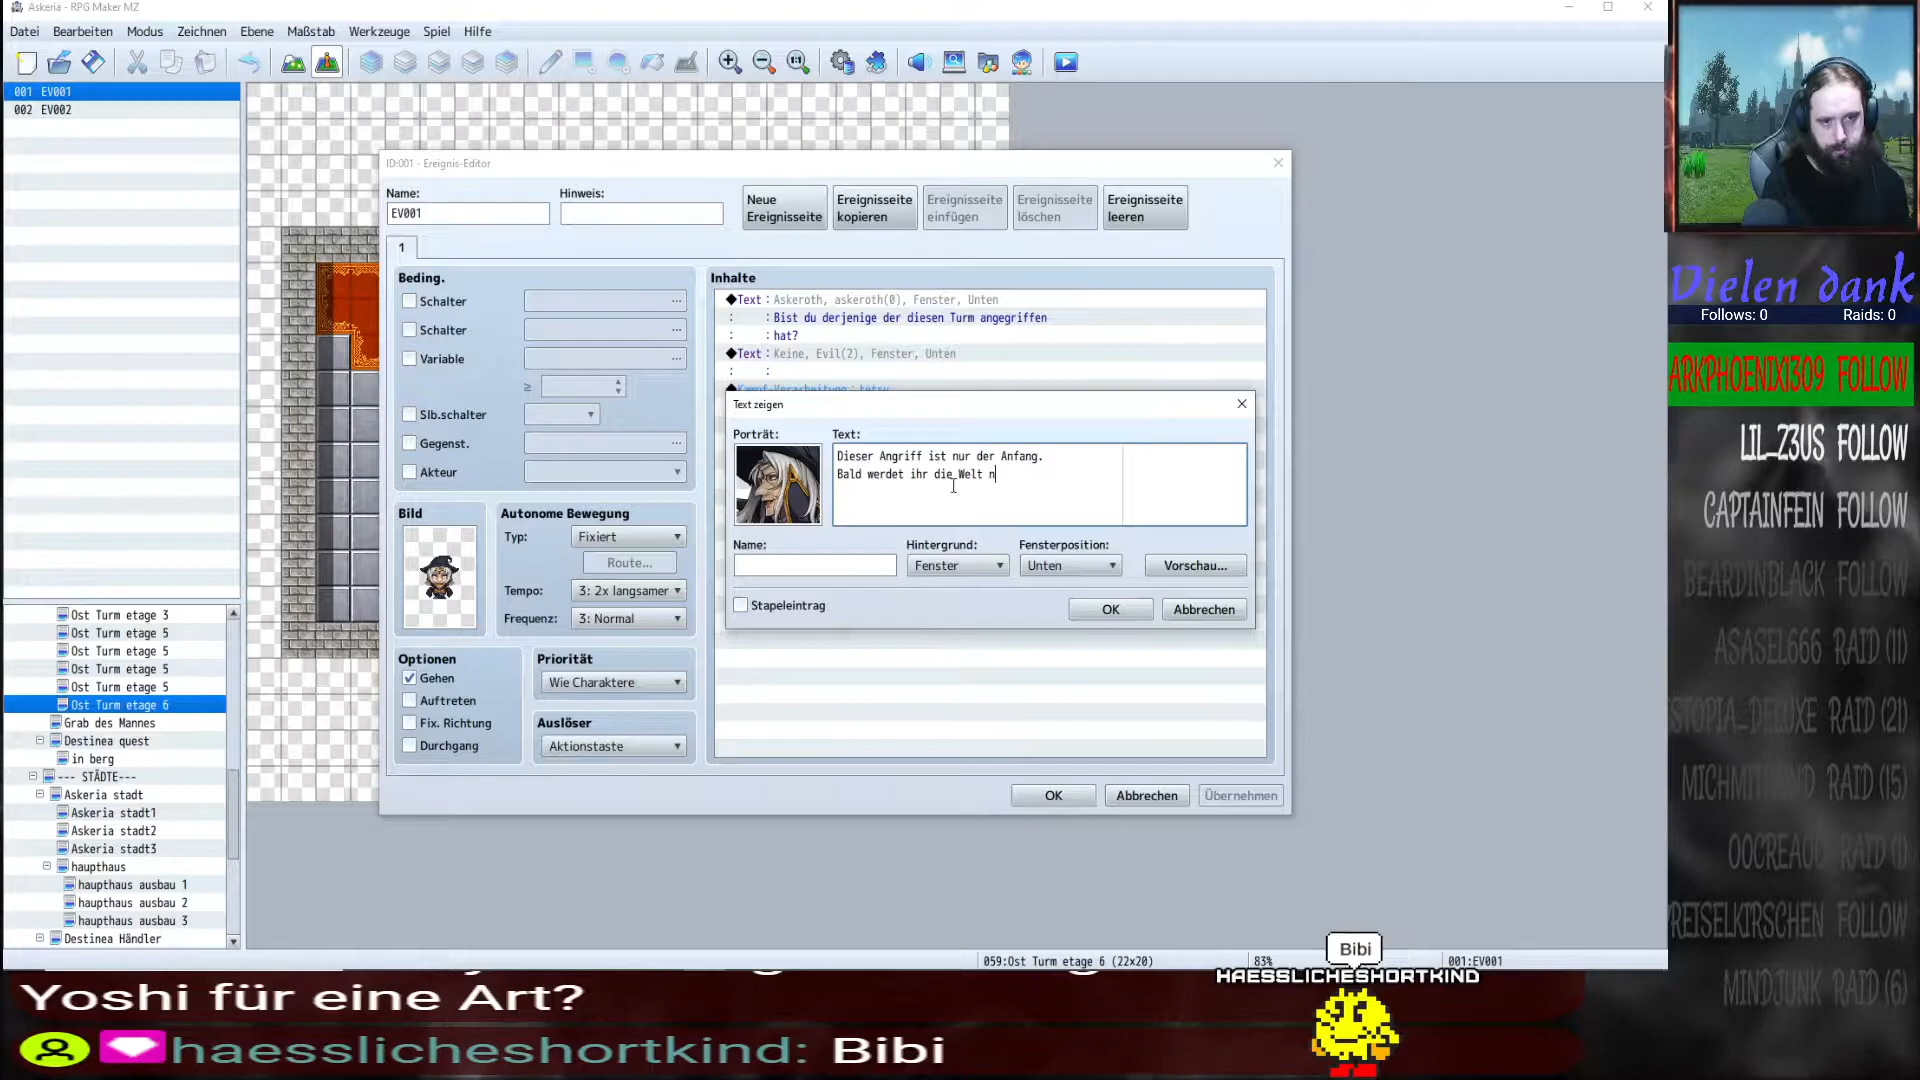 Askeria - RPG Maker MZ
Datei Bearbeiten Modus Zeichnen Ebene Maßstab Werkzeuge Spiel Hilfe
001 EV001
002 EV002
ID:001 - Ereignis-Editor
Name:
EV001
Hinweis:
Neue Ereignisseite
Ereignisseite kopieren
Ereignisseite einfügen
Ereignisseite löschen
Ereignisseite leeren
1
Beding.
Schalter
Schalter
Variable
≥
Slb.schalter
Gegenst.
Akteur
Bild
Autonome Bewegung
Typ: Fixiert
Route...
Tempo: 3: 2x langsamer
Frequenz: 3: Normal
Optionen
Gehen
Auftreten
Fix. Richtung
Durchgang
Priorität
Wie Charaktere
Auslöser
Aktionstaste
Inhalte
◆Text : Askeroth, askeroth(0), Fenster, Unten
: : Bist du derjenige der diesen Turm angegriffen
: : hat?
◆Text : Keine, Evil(2), Fenster, Unten
: :
Text zeigen
Porträt:
Text:
Dieser Angriff ist nur der Anfang.
Bald werdet ihr die Welt n
Name:
Hintergrund:
Fenster
Fensterposition:
Unten
Vorschau...
Stapeleintrag
OK
Abbrechen
OK
Abbrechen
Übernehmen
Ost Turm etage 3
Ost Turm etage 5
Ost Turm etage 5
Ost Turm etage 5
Ost Turm etage 5
Ost Turm etage 6
Grab des Mannes
Destinea quest
in berg
--- STÄDTE---
Askeria stadt
Askeria stadt1
Askeria stadt2
Askeria stadt3
haupthaus
haupthaus ausbau 1
haupthaus ausbau 2
haupthaus ausbau 3
Destinea Händler
059:Ost Turm etage 6 (22x20)
83%
001:EV001
Vielen dank
Follows: 0 Raids: 0
ARKPHOENIX1309 FOLLOW
LIL_Z3US FOLLOW
CAPTAINFEIN FOLLOW
BEARDINBLACK FOLLOW
ASASEL666 RAID (11)
STOPIA_DELUXE RAID (21)
RAID (15)
RAID (1)
FOLLOW
MINDJUNK RAID (6)
Bibi
HAESSLICHESHORTKIND
Yoshi für eine Art?
haesslicheshortkind: Bibi